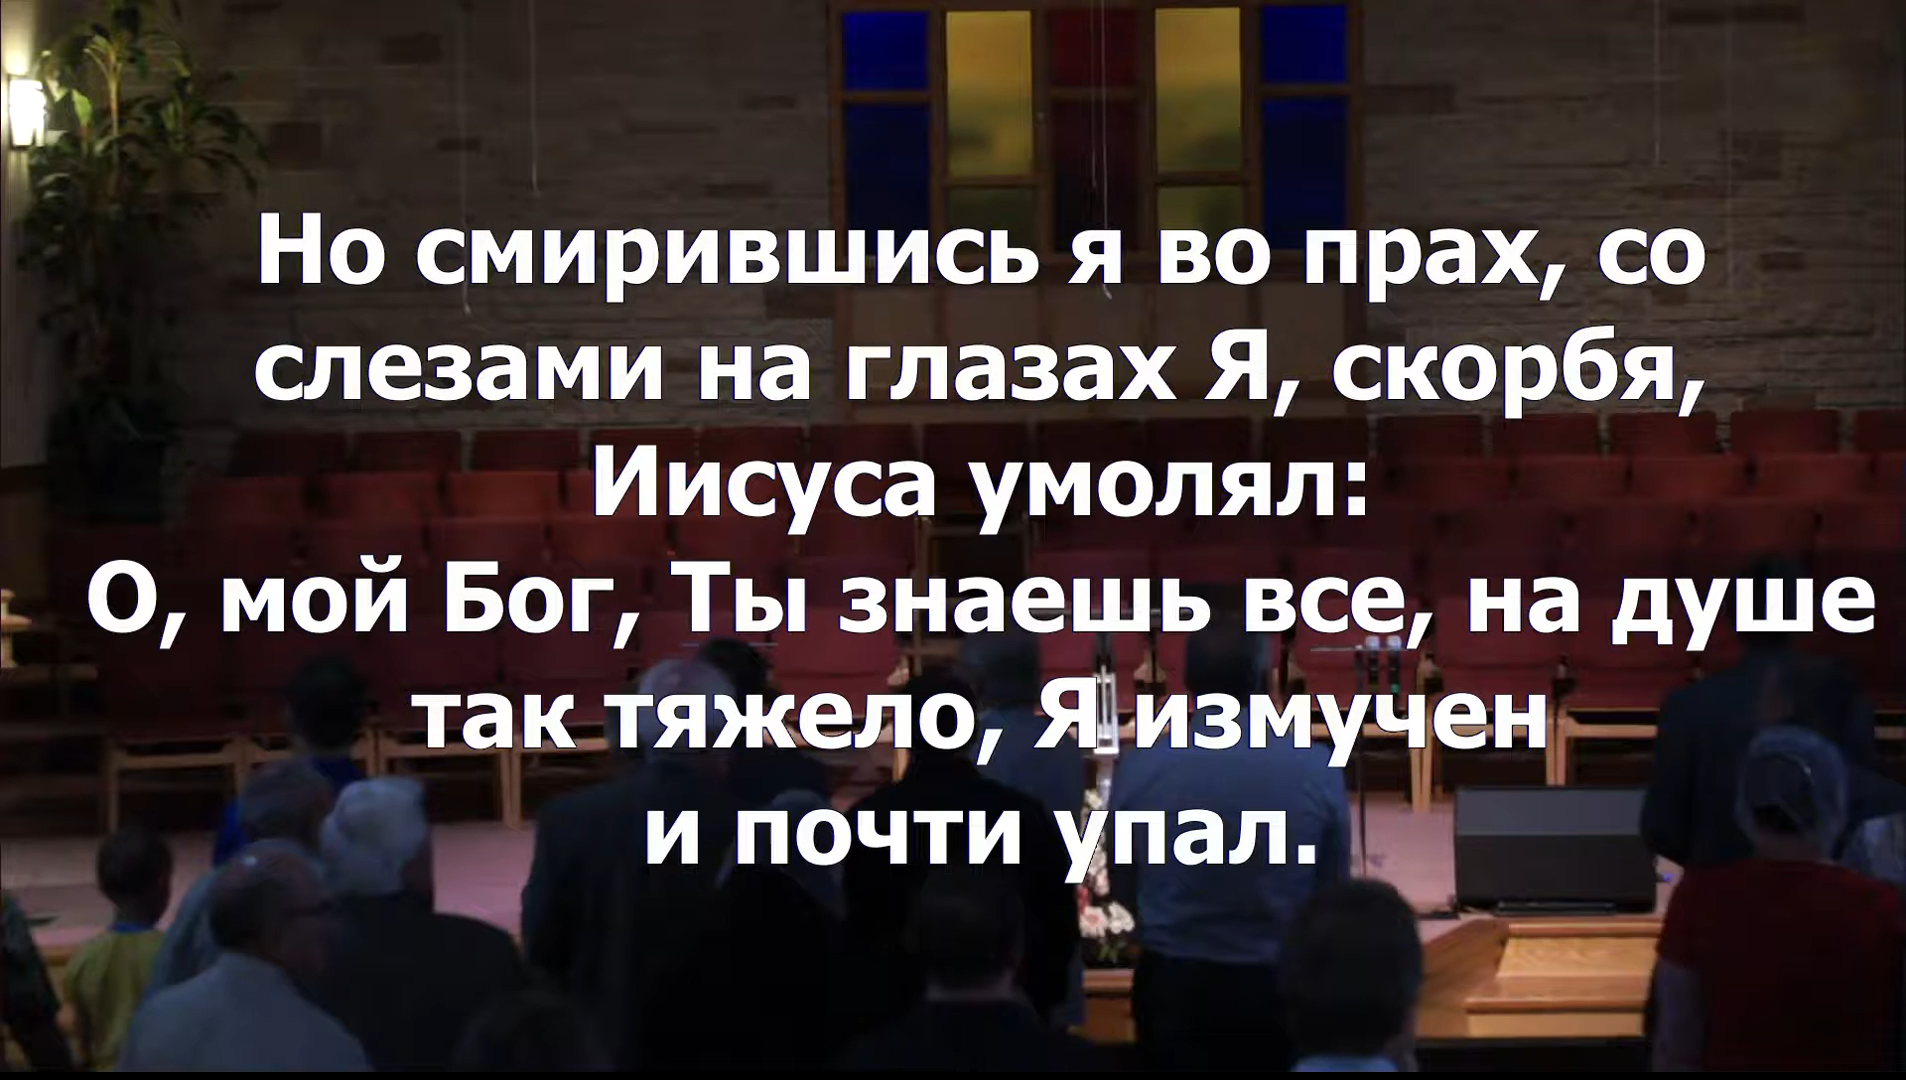 Но смирившись я во прах, со
слезами на глазах Я, скорбя,
Иисуса умолял:
О, мой Бог, Ты знаешь все, на душе
так тяжело, Я измучен
и почти упал.